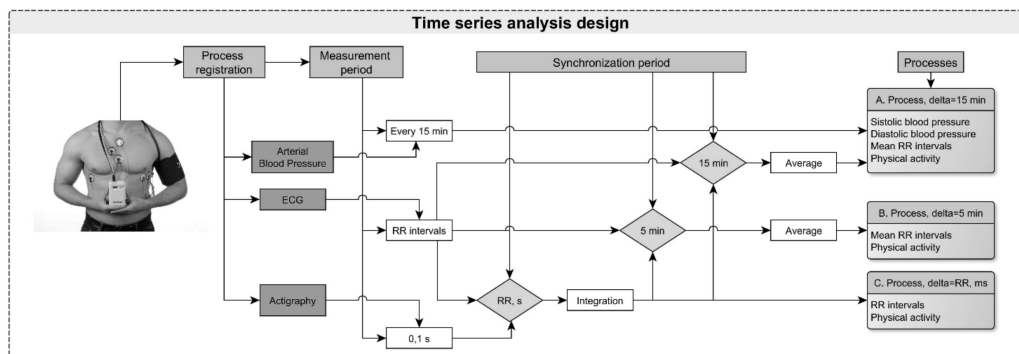 Time series analysis design
Process
registration
Measurement
period
Synchronization period
Processes
Every 15 min
A. Process, delta=15 min
Sistolic blood pressure
Diastolic blood pressure
Mean RR intervals
Physical activity
Arterial
Blood Pressure
15 min
Average
ECG
RR intervals
5 min
Average
B. Process, delta=5 min
Mean RR intervals
Physical activity
Actigraphy
RR, s
Integration
C. Process, delta=RR, ms
RR intervals
Physical activity
0,1 s